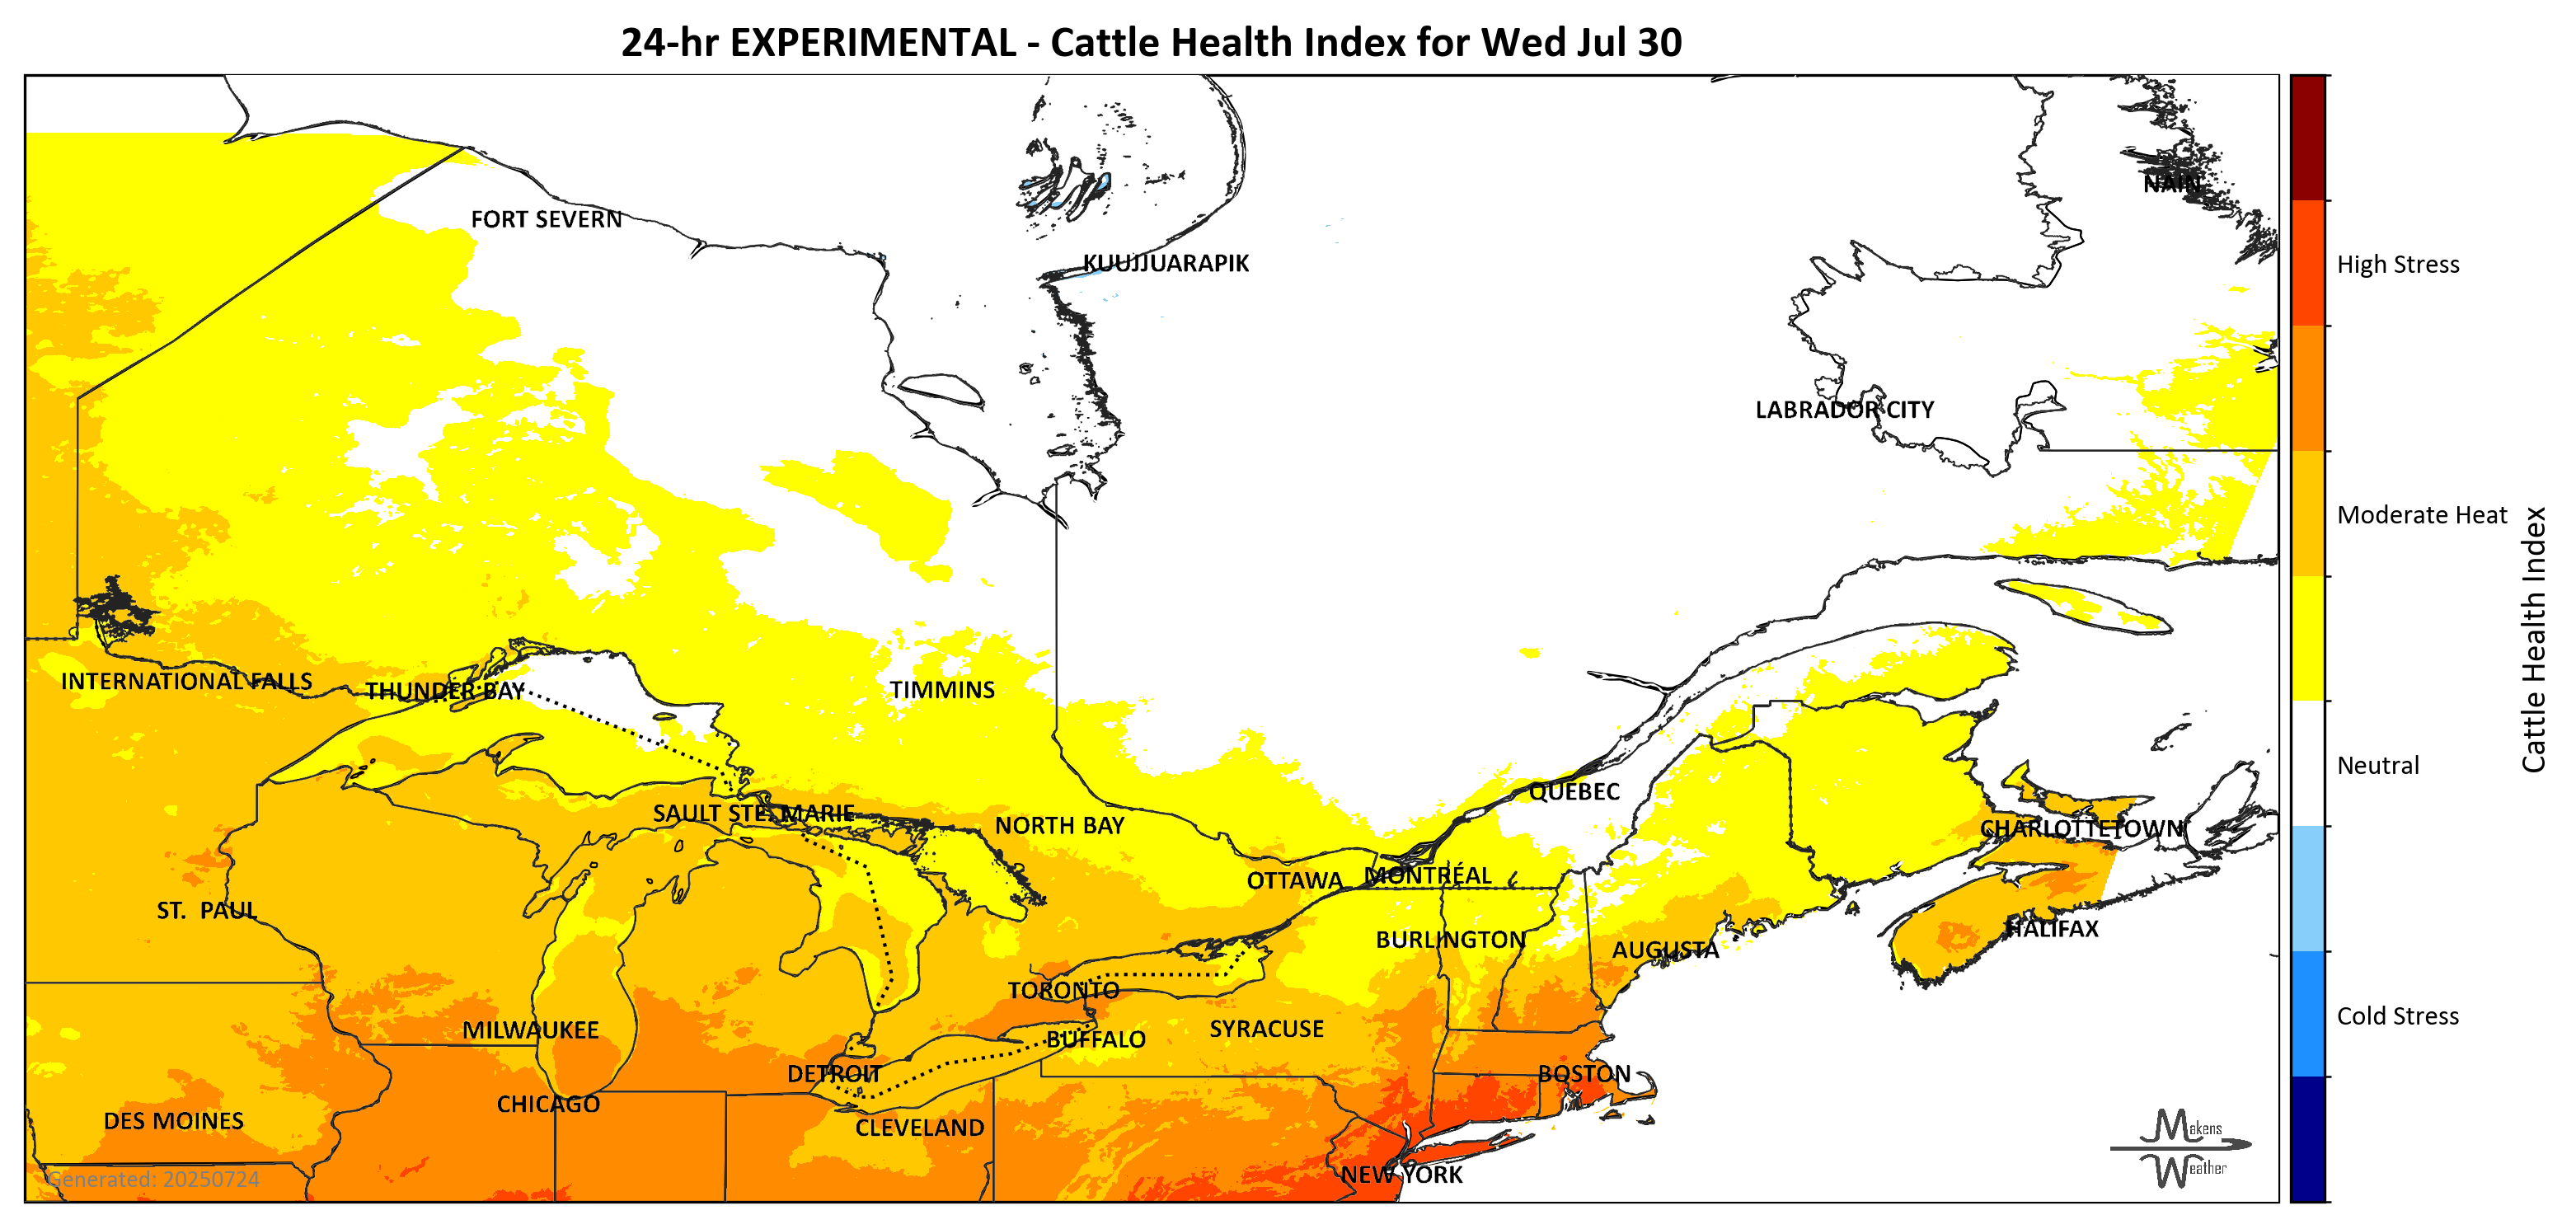 24-hr EXPERIMENTAL - Cattle Health Index for Wed Jul 30
NAIN
FORT SEVERN
KUUJJUARAPIK
High Stress
LABRADOR CITY
Moderate Heat
INTERNATIONAL FALLS
THUNDER BAY
TIMMINS
Cattle Health Index
Neutral
QUEBEC
SAULT STE. MARIE
NORTH BAY
CHARLOTTETOWN
OTTAWA
MONTRÉAL
ST. PAUL
HALIFAX
BURLINGTON
AUGUSTA
TORONTO
Cold Stress
MILWAUKEE
SYRACUSE
BUFFALO
DETROIT
BOSTON
CHICAGO
DES MOINES
CLEVELAND
Makens
Weather
NEW YORK
Generated: 20250724